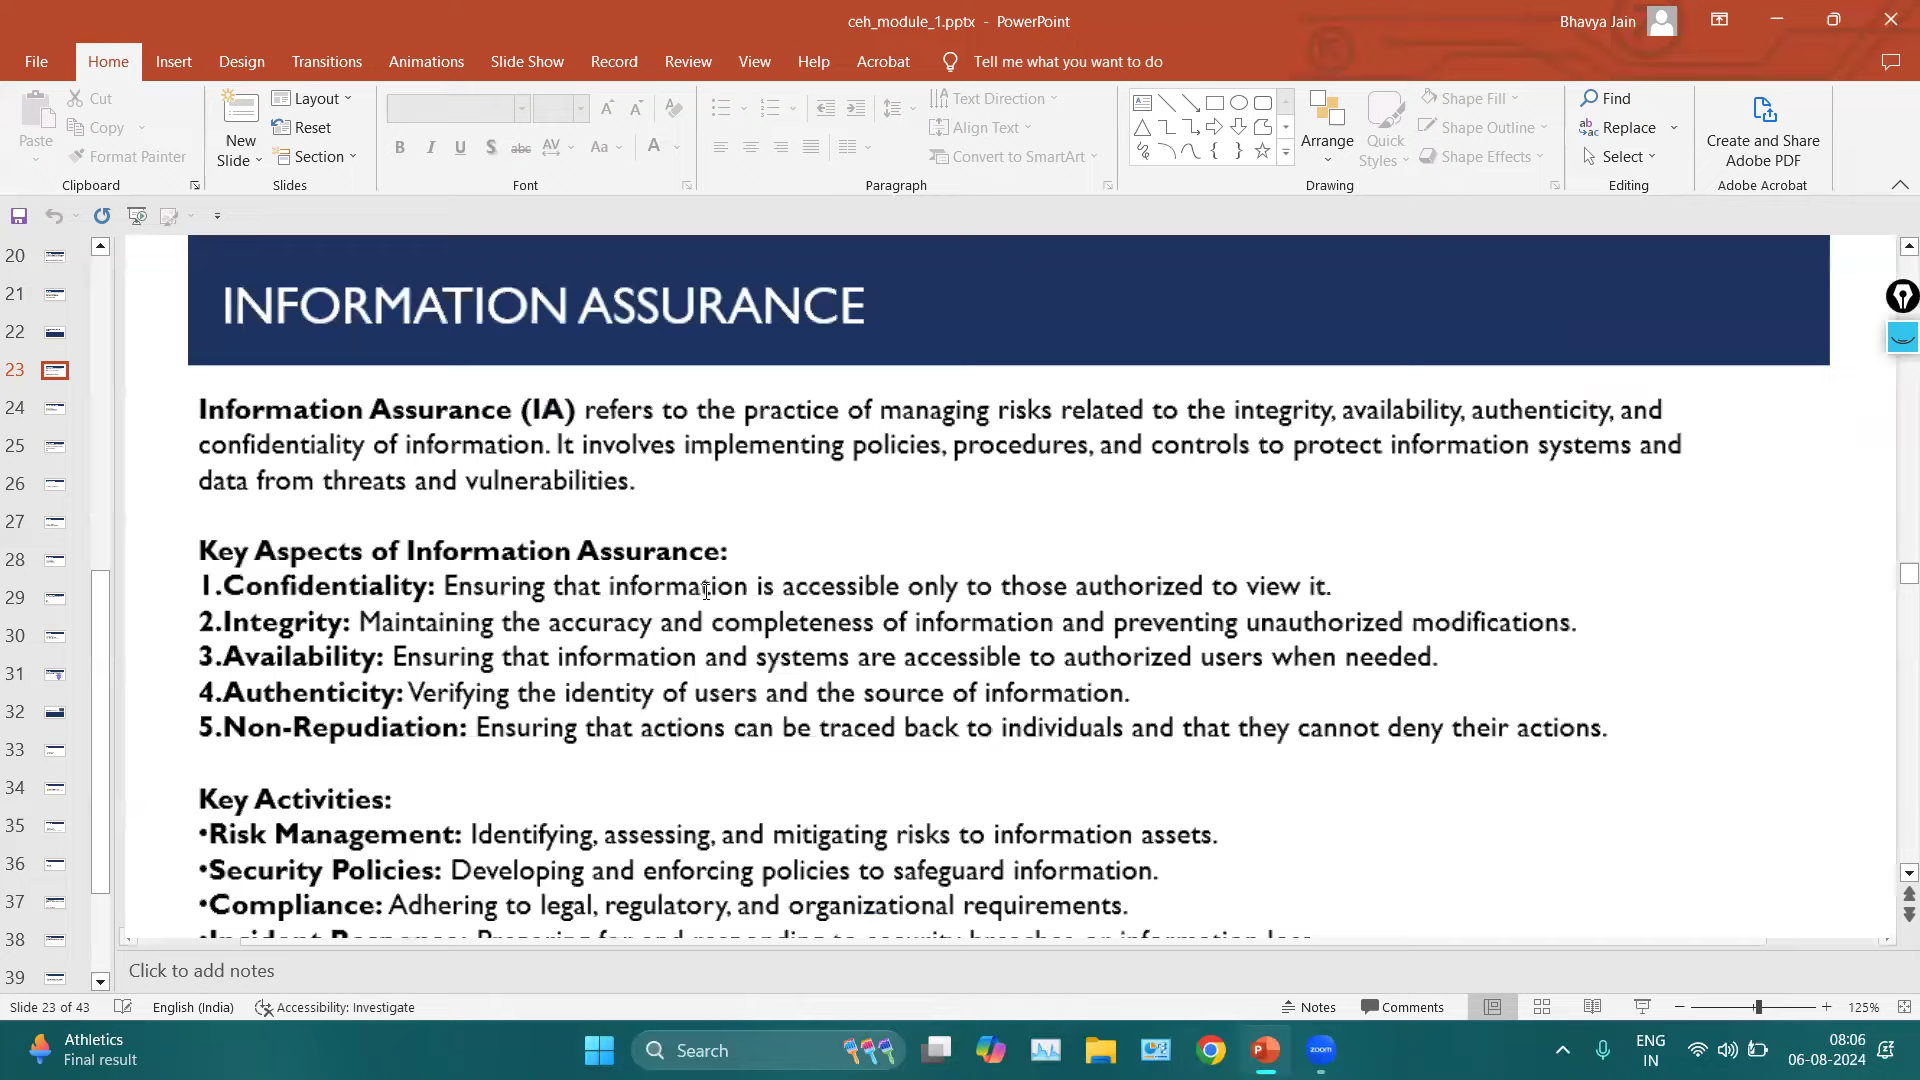 ceh_module_1.pptx - PowerPoint
Bhavya Jain
File Home Insert Design Transitions Animations Slide Show Record Review View Help Acrobat Tell me what you want to do
Paste
Cut
Copy
Format Painter
Clipboard
New Slide
Layout
Reset
Section
Slides
Font
Text Direction
Align Text
Convert to SmartArt
Paragraph
Arrange
Quick Styles
Shape Fill
Shape Outline
Shape Effects
Drawing
Find
Replace
Select
Editing
Create and Share Adobe PDF
Adobe Acrobat
20
21
22
23
24
25
26
27
28
29
30
31
32
33
34
35
36
37
38
39
INFORMATION ASSURANCE
Information Assurance (IA) refers to the practice of managing risks related to the integrity, availability, authenticity, and
confidentiality of information. It involves implementing policies, procedures, and controls to protect information systems and
data from threats and vulnerabilities.
Key Aspects of Information Assurance:
1.Confidentiality: Ensuring that information is accessible only to those authorized to view it.
2.Integrity: Maintaining the accuracy and completeness of information and preventing unauthorized modifications.
3.Availability: Ensuring that information and systems are accessible to authorized users when needed.
4.Authenticity: Verifying the identity of users and the source of information.
5.Non-Repudiation: Ensuring that actions can be traced back to individuals and that they cannot deny their actions.
Key Activities:
•Risk Management: Identifying, assessing, and mitigating risks to information assets.
•Security Policies: Developing and enforcing policies to safeguard information.
•Compliance: Adhering to legal, regulatory, and organizational requirements.
•Incident Response: Preparing for and responding to security breaches or information loss.
Click to add notes
Slide 23 of 43 English (India) Accessibility: Investigate Notes Comments 125%
Athletics
Final result
Search
zoom
ENG
IN
08:06
06-08-2024